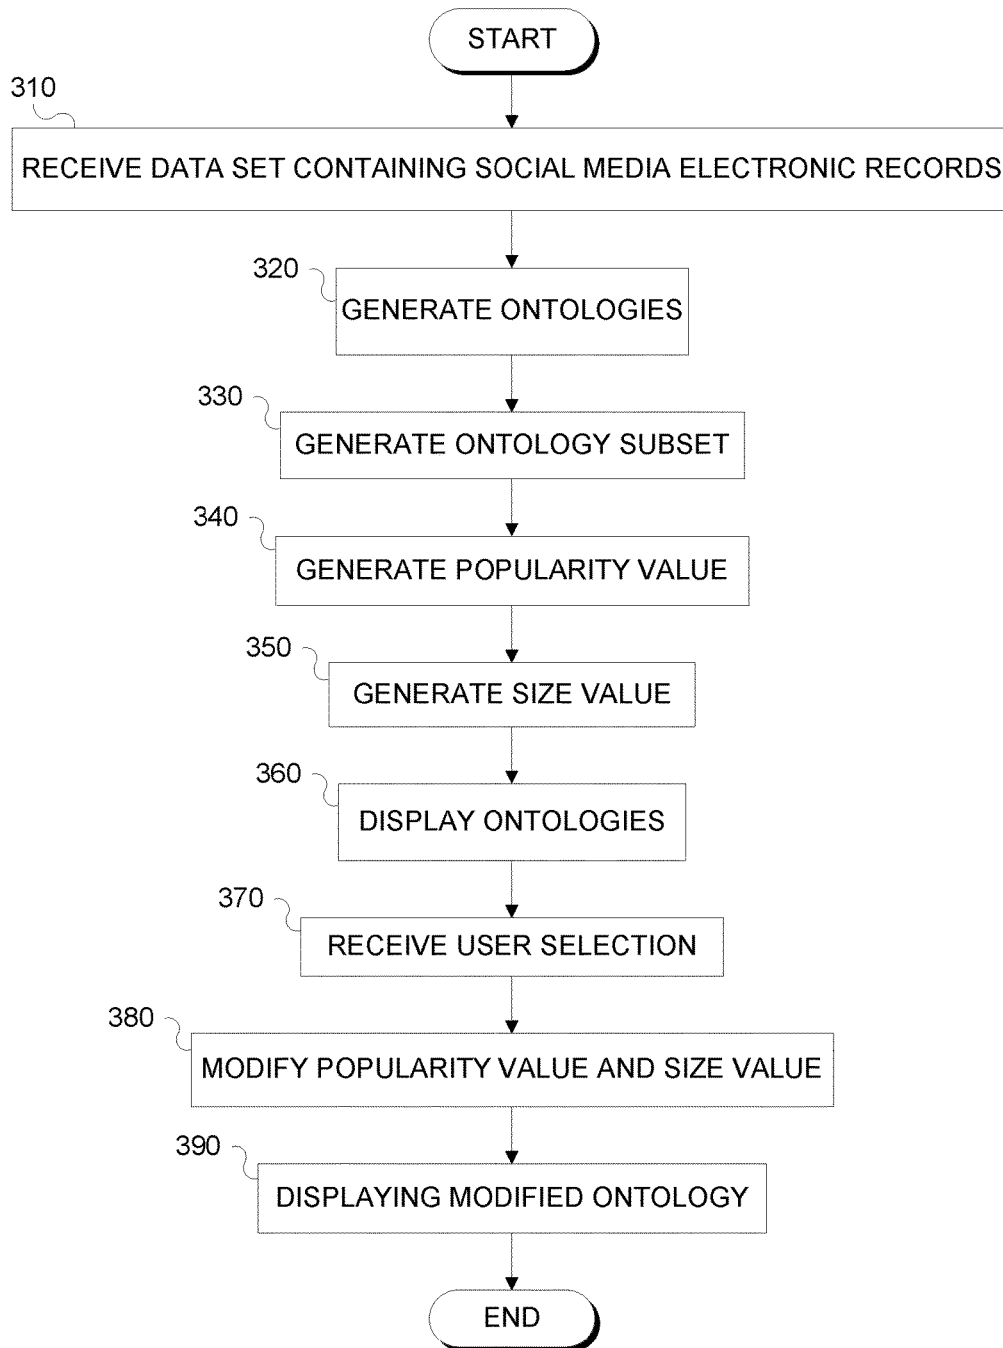 START
310
RECEIVE DATA SET CONTAINING SOCIAL MEDIA ELECTRONIC RECORDS
320
GENERATE ONTOLOGIES
330
GENERATE ONTOLOGY SUBSET
340
GENERATE POPULARITY VALUE
350
GENERATE SIZE VALUE
360
DISPLAY ONTOLOGIES
370
RECEIVE USER SELECTION
380
MODIFY POPULARITY VALUE AND SIZE VALUE
390
DISPLAYING MODIFIED ONTOLOGY
END